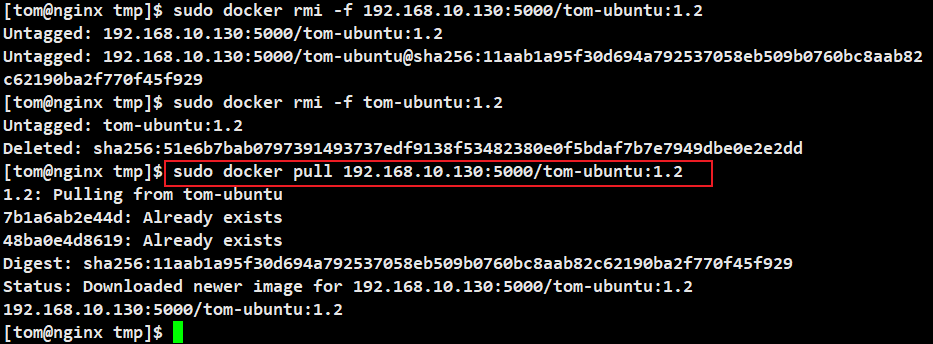 [tom@nginx tmp]$ sudo docker rmi -f 192.168.10.130:5000/tom-ubuntu:1.2
Untagged: 192.168.10.130:5000/tom-ubuntu:1.2
Untagged: 192.168.10.130:5000/tom-ubuntu@sha256:11aab1a95f30d694a792537058eb509b0760bc8aab82
c62190ba2f770f45f929
[tom@nginx tmp]$ sudo docker rmi -f tom-ubuntu:1.2
Untagged: tom-ubuntu:1.2
Deleted: sha256:51e6b7bab0797391493737edf9138f53482380e0f5bdaf7b7e7949dbe0e2e2dd
[tom@nginx tmp]$ sudo docker pull 192.168.10.130:5000/tom-ubuntu:1.2
1.2: Pulling from tom-ubuntu
7b1a6ab2e44d: Already exists
48ba0e4d8619: Already exists
Digest: sha256:11aab1a95f30d694a792537058eb509b0760bc8aab82c62190ba2f770f45f929
Status: Downloaded newer image for 192.168.10.130:5000/tom-ubuntu:1.2
192.168.10.130:5000/tom-ubuntu:1.2
[tom@nginx tmp]$